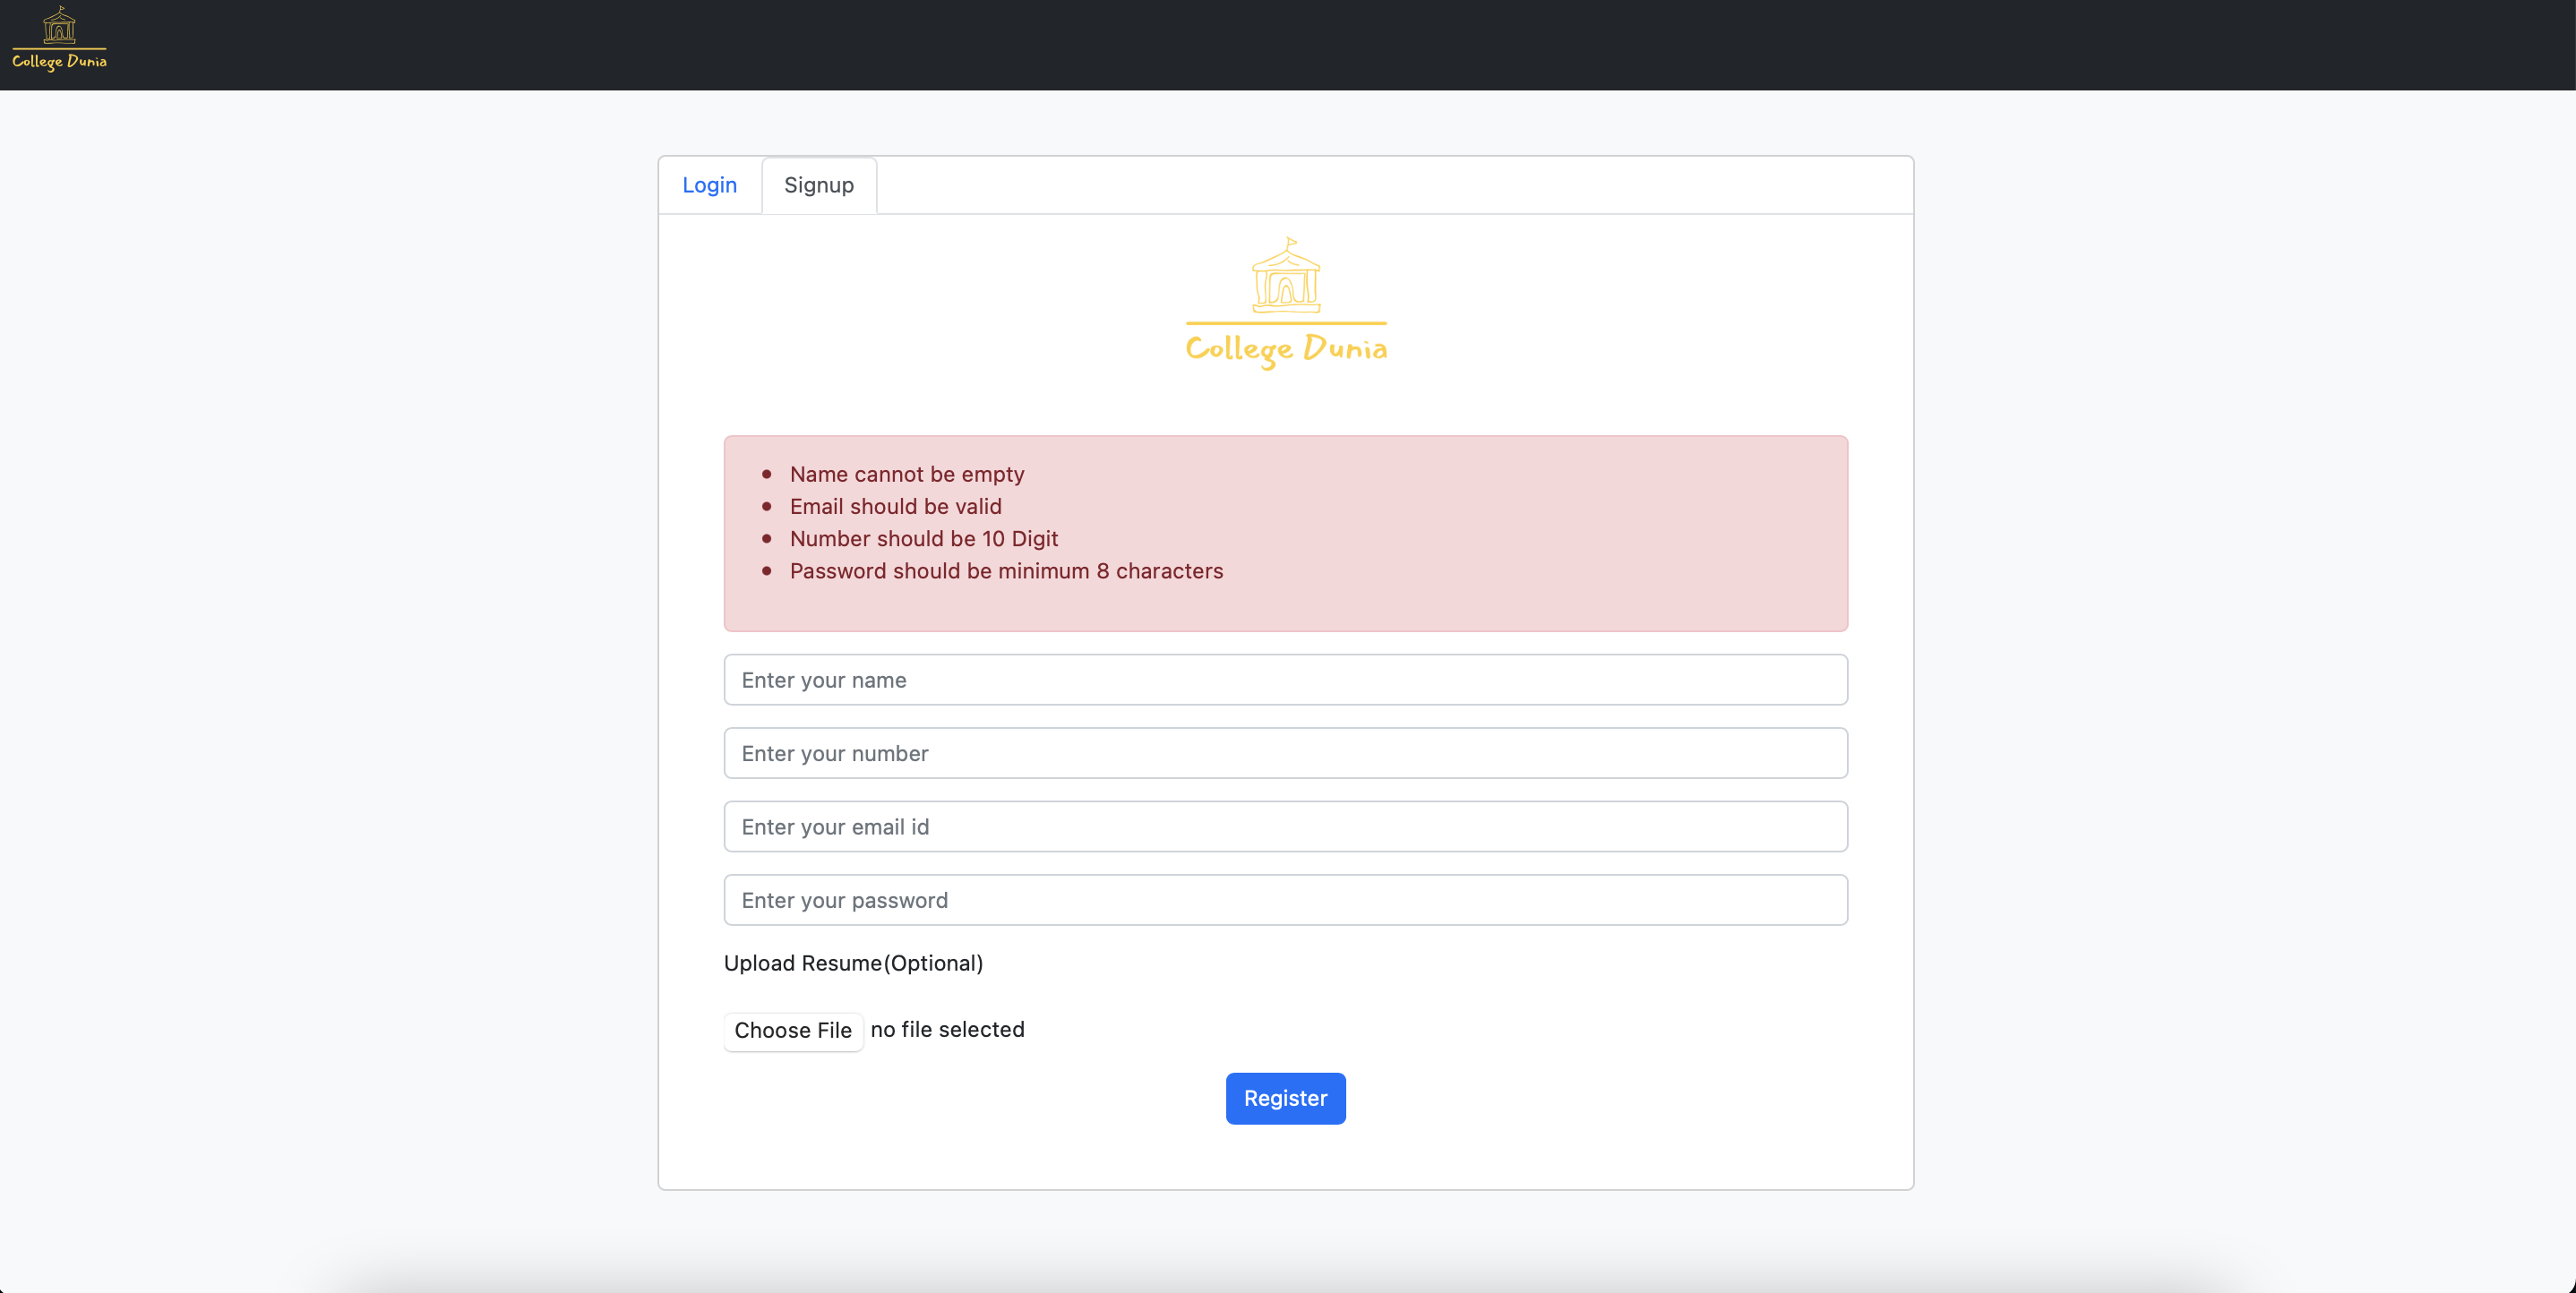 College Dunia
Login
Signup
College Dunia
Name cannot be empty
Email should be valid
Number should be 10 Digit
Password should be minimum 8 characters
Enter your name
Enter your number
Enter your email id
Enter your password
Upload Resume(Optional)
Choose File no file selected
Register